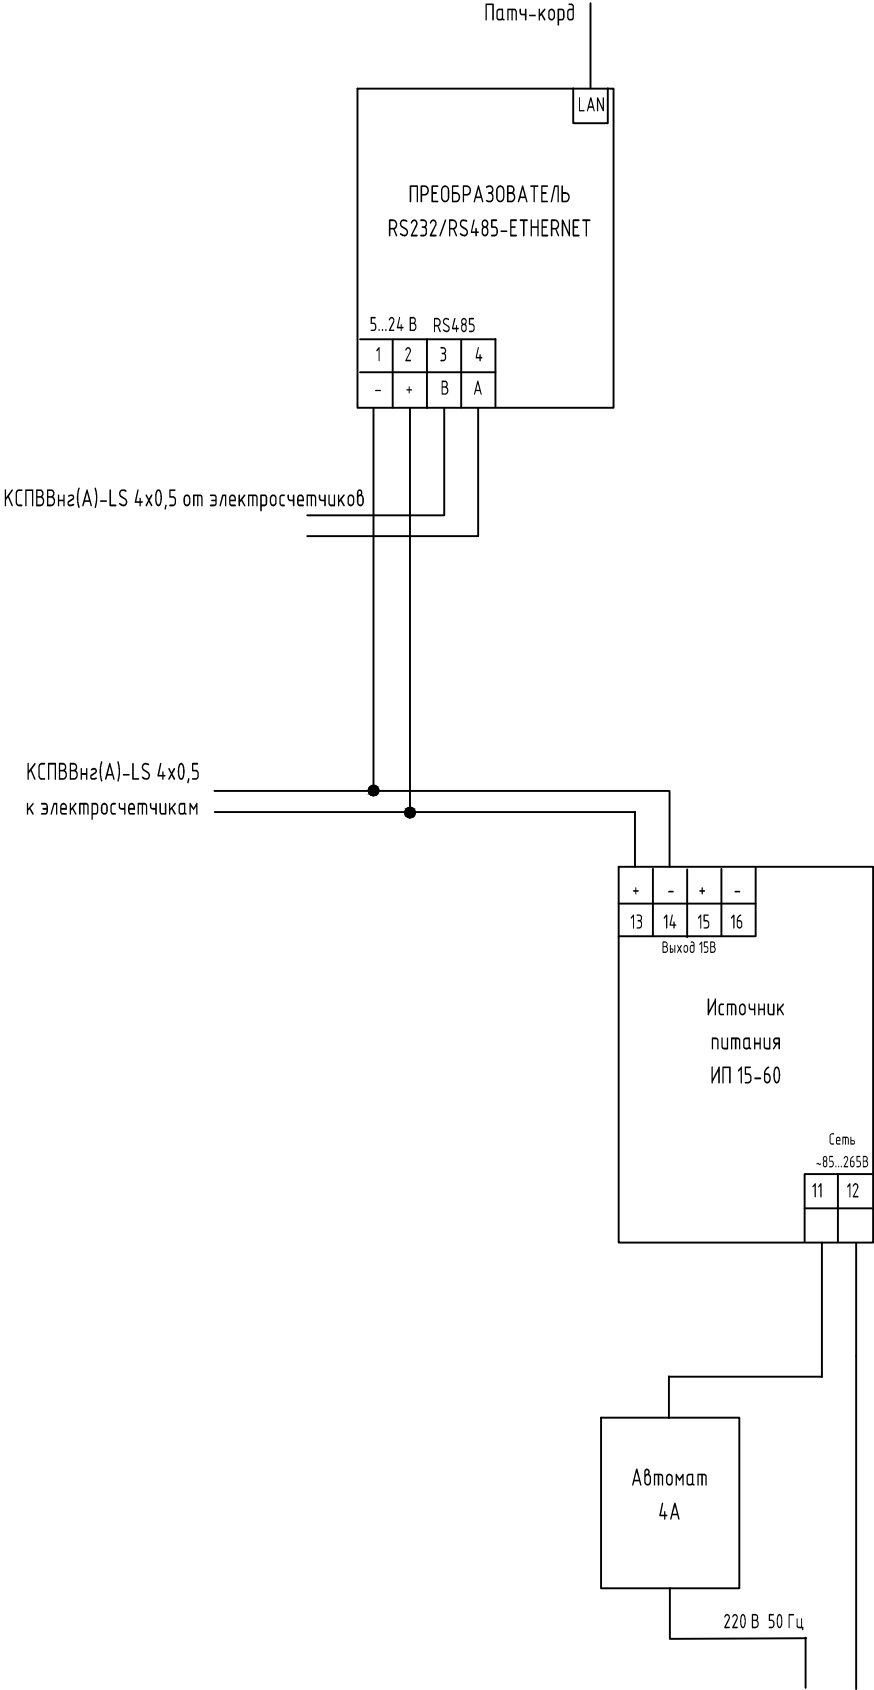 Патч-корд
LAN
ПРЕОБРАЗОВАТЕЛЬ
RS232/RS485-ETHERNET
5...24 В RS485
1 2 3 4
- + B A
КСПВВнг(А)-LS 4х0,5 от электросчетчиков
КСПВВнг(А)-LS 4х0,5
к электросчетчикам
+ - + -
13 14 15 16
Выход 15В
Источник
питания
ИП 15-60
Сеть
~85...265В
11 12
Автомат
4А
220 В 50 Гц